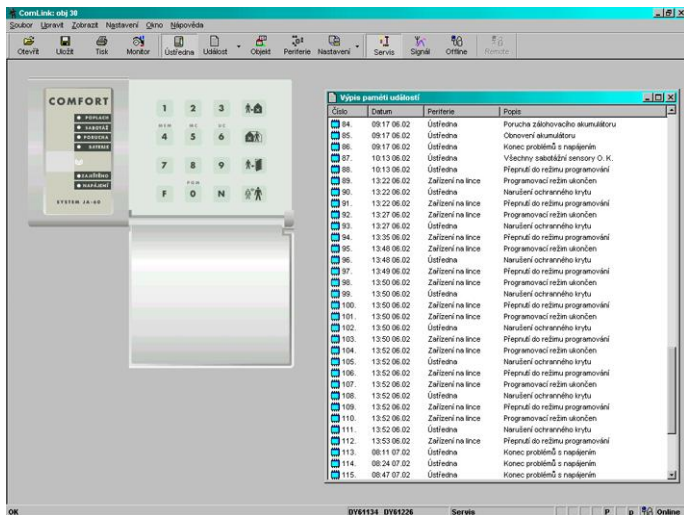 ComLink: obj 30
Soubor Upravit Zobrazit Nastavení Okno Nápověda
Otevřít Uložit Tisk Monitor Ústředna Událost Objekt Periferie Nastavení Servis Signál Offline Remote
COMFORT
POPLACH
SABOTÁŽ
PORUCHA
BATERIE
ZAJIŠTĚNO
NAPÁJENÍ
SYSTEM JA-60
1 2 3
MEM MC DC
4 5 6
7 8 9
PGM
F 0 N
Výpis paměti událostí
Číslo Datum Periferie Popis
84. 09:17 06.02 Ústředna Porucha zálohovacího akumulátoru
85. 09:17 06.02 Ústředna Obnovení akumulátoru
86. 09:17 06.02 Ústředna Konec problémů s napájením
87. 10:13 06.02 Ústředna Všechny sabotážní sensory O. K.
88. 10:13 06.02 Ústředna Přepnutí do režimu programování
89. 13:22 06.02 Zařízení na lince Programovací režim ukončen
90. 13:22 06.02 Ústředna Narušení ochranného krytu
91. 13:22 06.02 Zařízení na lince Přepnutí do režimu programování
92. 13:27 06.02 Zařízení na lince Programovací režim ukončen
93. 13:27 06.02 Ústředna Narušení ochranného krytu
94. 13:35 06.02 Zařízení na lince Přepnutí do režimu programování
95. 13:48 06.02 Zařízení na lince Programovací režim ukončen
96. 13:48 06.02 Ústředna Narušení ochranného krytu
97. 13:49 06.02 Zařízení na lince Přepnutí do režimu programování
98. 13:50 06.02 Zařízení na lince Programovací režim ukončen
99. 13:50 06.02 Ústředna Narušení ochranného krytu
100. 13:50 06.02 Zařízení na lince Přepnutí do režimu programování
101. 13:50 06.02 Zařízení na lince Programovací režim ukončen
102. 13:50 06.02 Ústředna Narušení ochranného krytu
103. 13:50 06.02 Zařízení na lince Přepnutí do režimu programování
104. 13:52 06.02 Zařízení na lince Programovací režim ukončen
105. 13:52 06.02 Ústředna Narušení ochranného krytu
106. 13:52 06.02 Zařízení na lince Přepnutí do režimu programování
107. 13:52 06.02 Zařízení na lince Programovací režim ukončen
108. 13:52 06.02 Ústředna Narušení ochranného krytu
109. 13:52 06.02 Zařízení na lince Přepnutí do režimu programování
110. 13:52 06.02 Zařízení na lince Programovací režim ukončen
111. 13:52 06.02 Ústředna Narušení ochranného krytu
112. 13:53 06.02 Zařízení na lince Přepnutí do režimu programování
113. 08:11 07.02 Ústředna Konec problémů s napájením
114. 08:24 07.02 Ústředna Konec problémů s napájením
115. 08:47 07.02 Ústředna Konec problémů s napájením
OK DY61134 DY61226 Servis P p Online